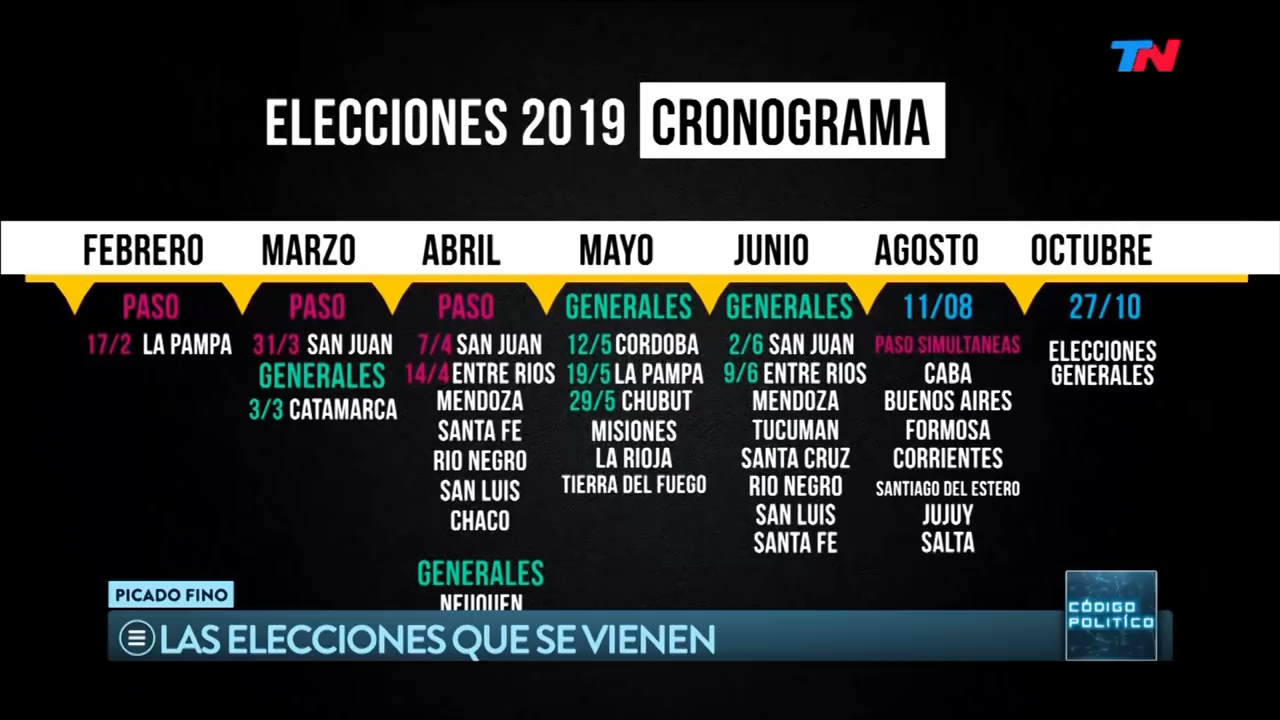 TN
ELECCIONES 2019 CRONOGRAMA
FEBRERO MARZO ABRIL MAYO JUNIO AGOSTO OCTUBRE
PASO
17/2 LA PAMPA
PASO
31/3 SAN JUAN
GENERALES
3/3 CATAMARCA
PASO
7/4 SAN JUAN
14/4 ENTRE RIOS
MENDOZA
SANTA FE
RIO NEGRO
SAN LUIS
CHACO
GENERALES
NEUQUEN
GENERALES
12/5 CORDOBA
19/5 LA PAMPA
29/5 CHUBUT
MISIONES
LA RIOJA
TIERRA DEL FUEGO
GENERALES
2/6 SAN JUAN
9/6 ENTRE RIOS
MENDOZA
TUCUMAN
SANTA CRUZ
RIO NEGRO
SAN LUIS
SANTA FE
11/08
PASO SIMULTANEAS
CABA
BUENOS AIRES
FORMOSA
CORRIENTES
SANTIAGO DEL ESTERO
JUJUY
SALTA
27/10
ELECCIONES
GENERALES
PICADO FINO
LAS ELECCIONES QUE SE VIENEN
CÓDIGO
POLÍTICO